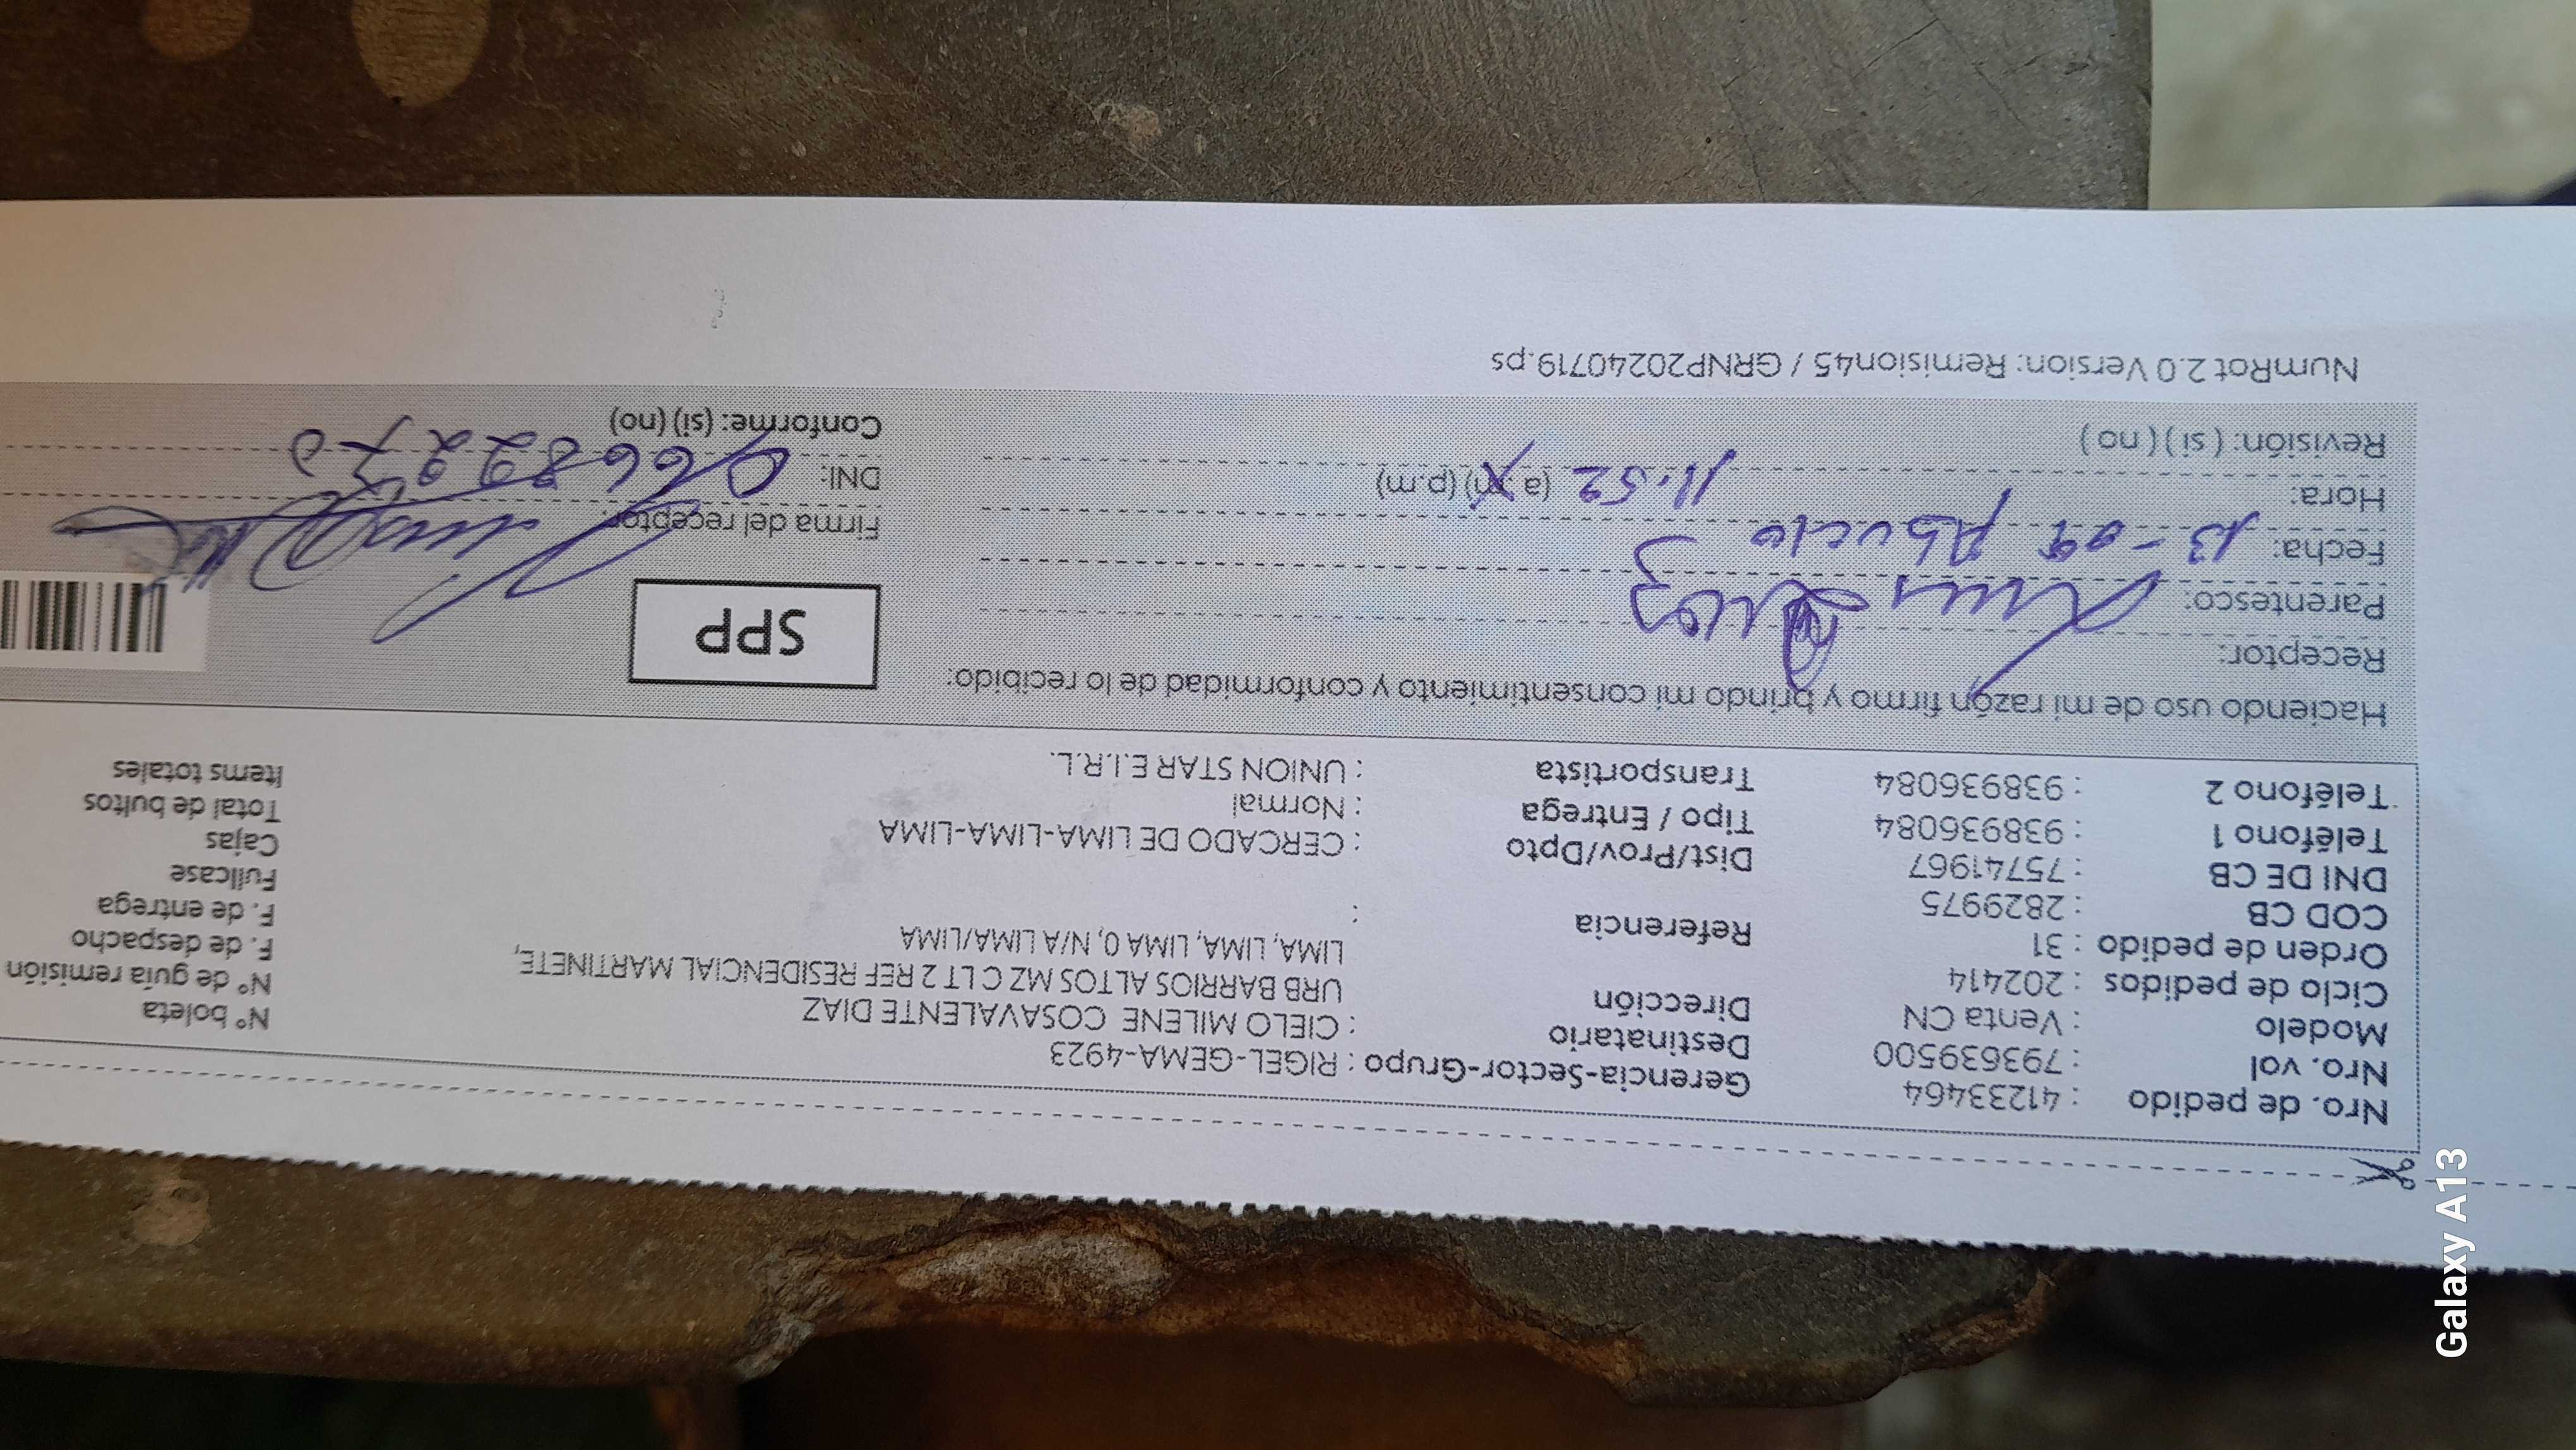 Nro. de pedido : 41233464
Nro. vol : 793639500
Modelo : Venta CN
Ciclo de pedidos : 202414
Orden de pedido : 31
COD CB : 2829975
DNI DE CB : 75741967
Teléfono 1 : 938936084
Teléfono 2 : 938936084
Gerencia-Sector-Grupo : RIGEL-GEMA-4923
Destinatario : CIELO MILENE COSAVALENTE DIAZ
Dirección URB BARRIOS ALTOS MZ C LT 2 REF RESIDENCIAL MARTINETE,
LIMA, LIMA, LIMA 0, N/A LIMA/LIMA
Referencia :
Dist/Prov/Dpto : CERCADO DE LIMA-LIMA-LIMA
Tipo / Entrega : Normal
Transportista : UNION STAR E.I.R.L.
N° boleta
N° de guía remisión
F. de despacho
F. de entrega
Fullcase
Cajas
Total de bultos
Ítems totales
Haciendo uso de mi razón firmo y brindo mi consentimiento y conformidad de lo recibido:
Receptor:
Parentesco:
Fecha: 13-09
Hora: 11.52 (a.m) (p.m)
Revisión: (si) (no)
SPP
Firma del receptor:
DNI:
Conforme: (si) (no)
NumRot 2.0 Version: Remision45 / GRNP20240719.ps
Galaxy A13